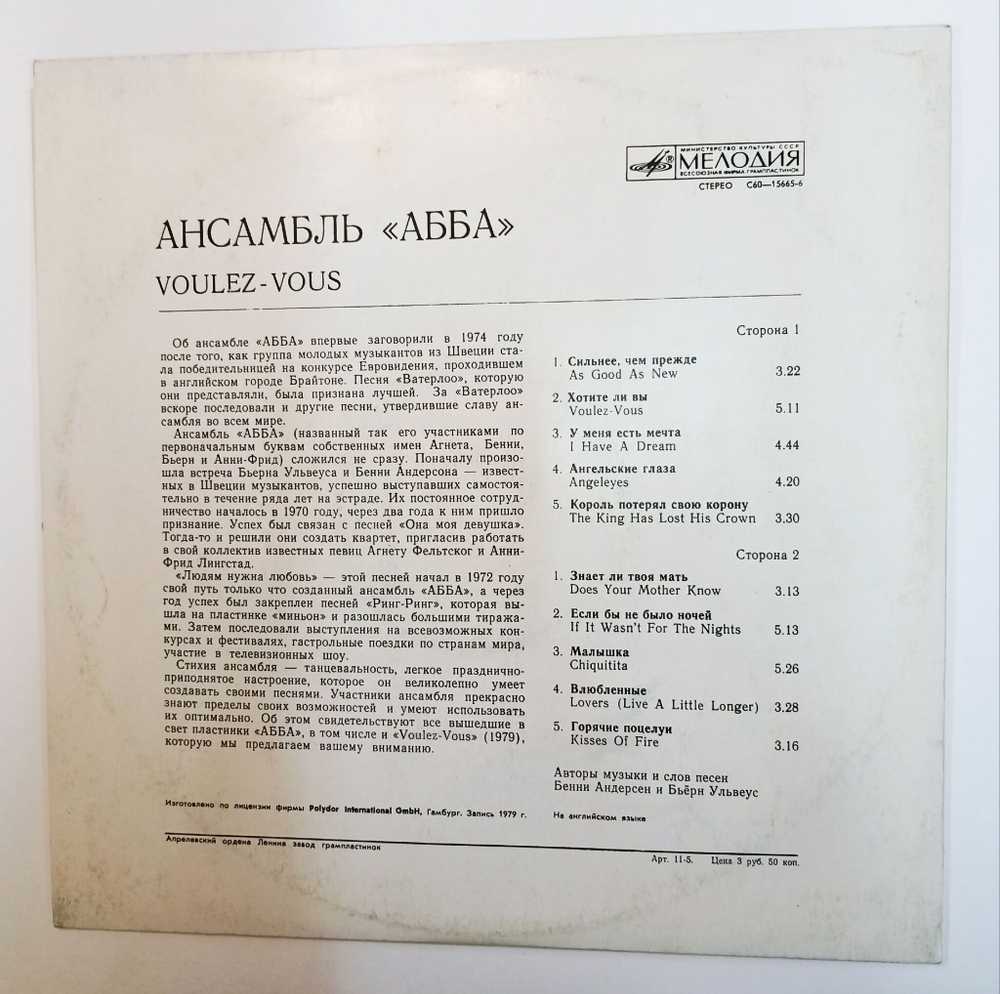 МИНИСТЕРСТВО КУЛЬТУРЫ СССР
МЕЛОДИЯ
ВСЕСОЮЗНАЯ ФИРМА ГРАМПЛАСТИНОК
СТЕРЕО С60—15665-6
АНСАМБЛЬ «АББА»
VOULEZ-VOUS
Об ансамбле «АББА» впервые заговорили в 1974 году
после того, как группа молодых музыкантов из Швеции ста-
ла победительницей на конкурсе Евровидения, проходившем
в английском городе Брайтоне. Песня «Ватерлоо», которую
они представляли, была признана лучшей. За «Ватерлоо»
вскоре последовали и другие песни, утвердившие славу ан-
самбля во всем мире.
Ансамбль «АББА» (названный так его участниками по
первоначальным буквам собственных имен Агнета, Бенни,
Бьерн и Анни-Фрид) сложился не сразу. Поначалу произо-
шла встреча Бьерна Ульвеуса и Бенни Андерсона — извест-
ных в Швеции музыкантов, успешно выступавших самостоя-
тельно в течение ряда лет на эстраде. Их постоянное сотруд-
ничество началось в 1970 году, через два года к ним пришло
признание. Успех был связан с песней «Она моя девушка».
Тогда-то и решили они создать квартет, пригласив работать
в свой коллектив известных певиц Агнету Фельтског и Анни-
Фрид Лингстад.
«Людям нужна любовь» — этой песней начал в 1972 году
свой путь только что созданный ансамбль «АББА», а через
год успех был закреплен песней «Ринг-Ринг», которая вы-
шла на пластинке «миньон» и разошлась большими тиража-
ми. Затем последовали выступления на всевозможных кон-
курсах и фестивалях, гастрольные поездки по странам мира,
участие в телевизионных шоу.
Стихия ансамбля — танцевальность, легкое празднично-
приподнятое настроение, которое он великолепно умеет
создавать своими песнями. Участники ансамбля прекрасно
знают пределы своих возможностей и умеют использовать
их оптимально. Об этом свидетельствуют все вышедшие в
свет пластинки «АББА», в том числе и «Voulez-Vous» (1979),
которую мы предлагаем вашему вниманию.
Сторона 1
1. Сильнее, чем прежде
As Good As New 3.22
2. Хотите ли вы
Voulez-Vous 5.11
3. У меня есть мечта
I Have A Dream 4.44
4. Ангельские глаза
Angeleyes 4.20
5. Король потерял свою корону
The King Has Lost His Crown 3.30
Сторона 2
1. Знает ли твоя мать
Does Your Mother Know 3.13
2. Если бы не было ночей
If It Wasn't For The Nights 5.13
3. Малышка
Chiquitita 5.26
4. Влюбленные
Lovers (Live A Little Longer) 3.28
5. Горячие поцелуи
Kisses Of Fire 3.16
Авторы музыки и слов песен
Бенни Андерсен и Бьёрн Ульвеус
Изготовлено по лицензии фирмы Polydor International GmbH, Гамбург. Запись 1979 г.
На английском языке
Апрелевский ордена Ленина завод грампластинок
Арт. 11-5. Цена 3 руб. 50 коп.